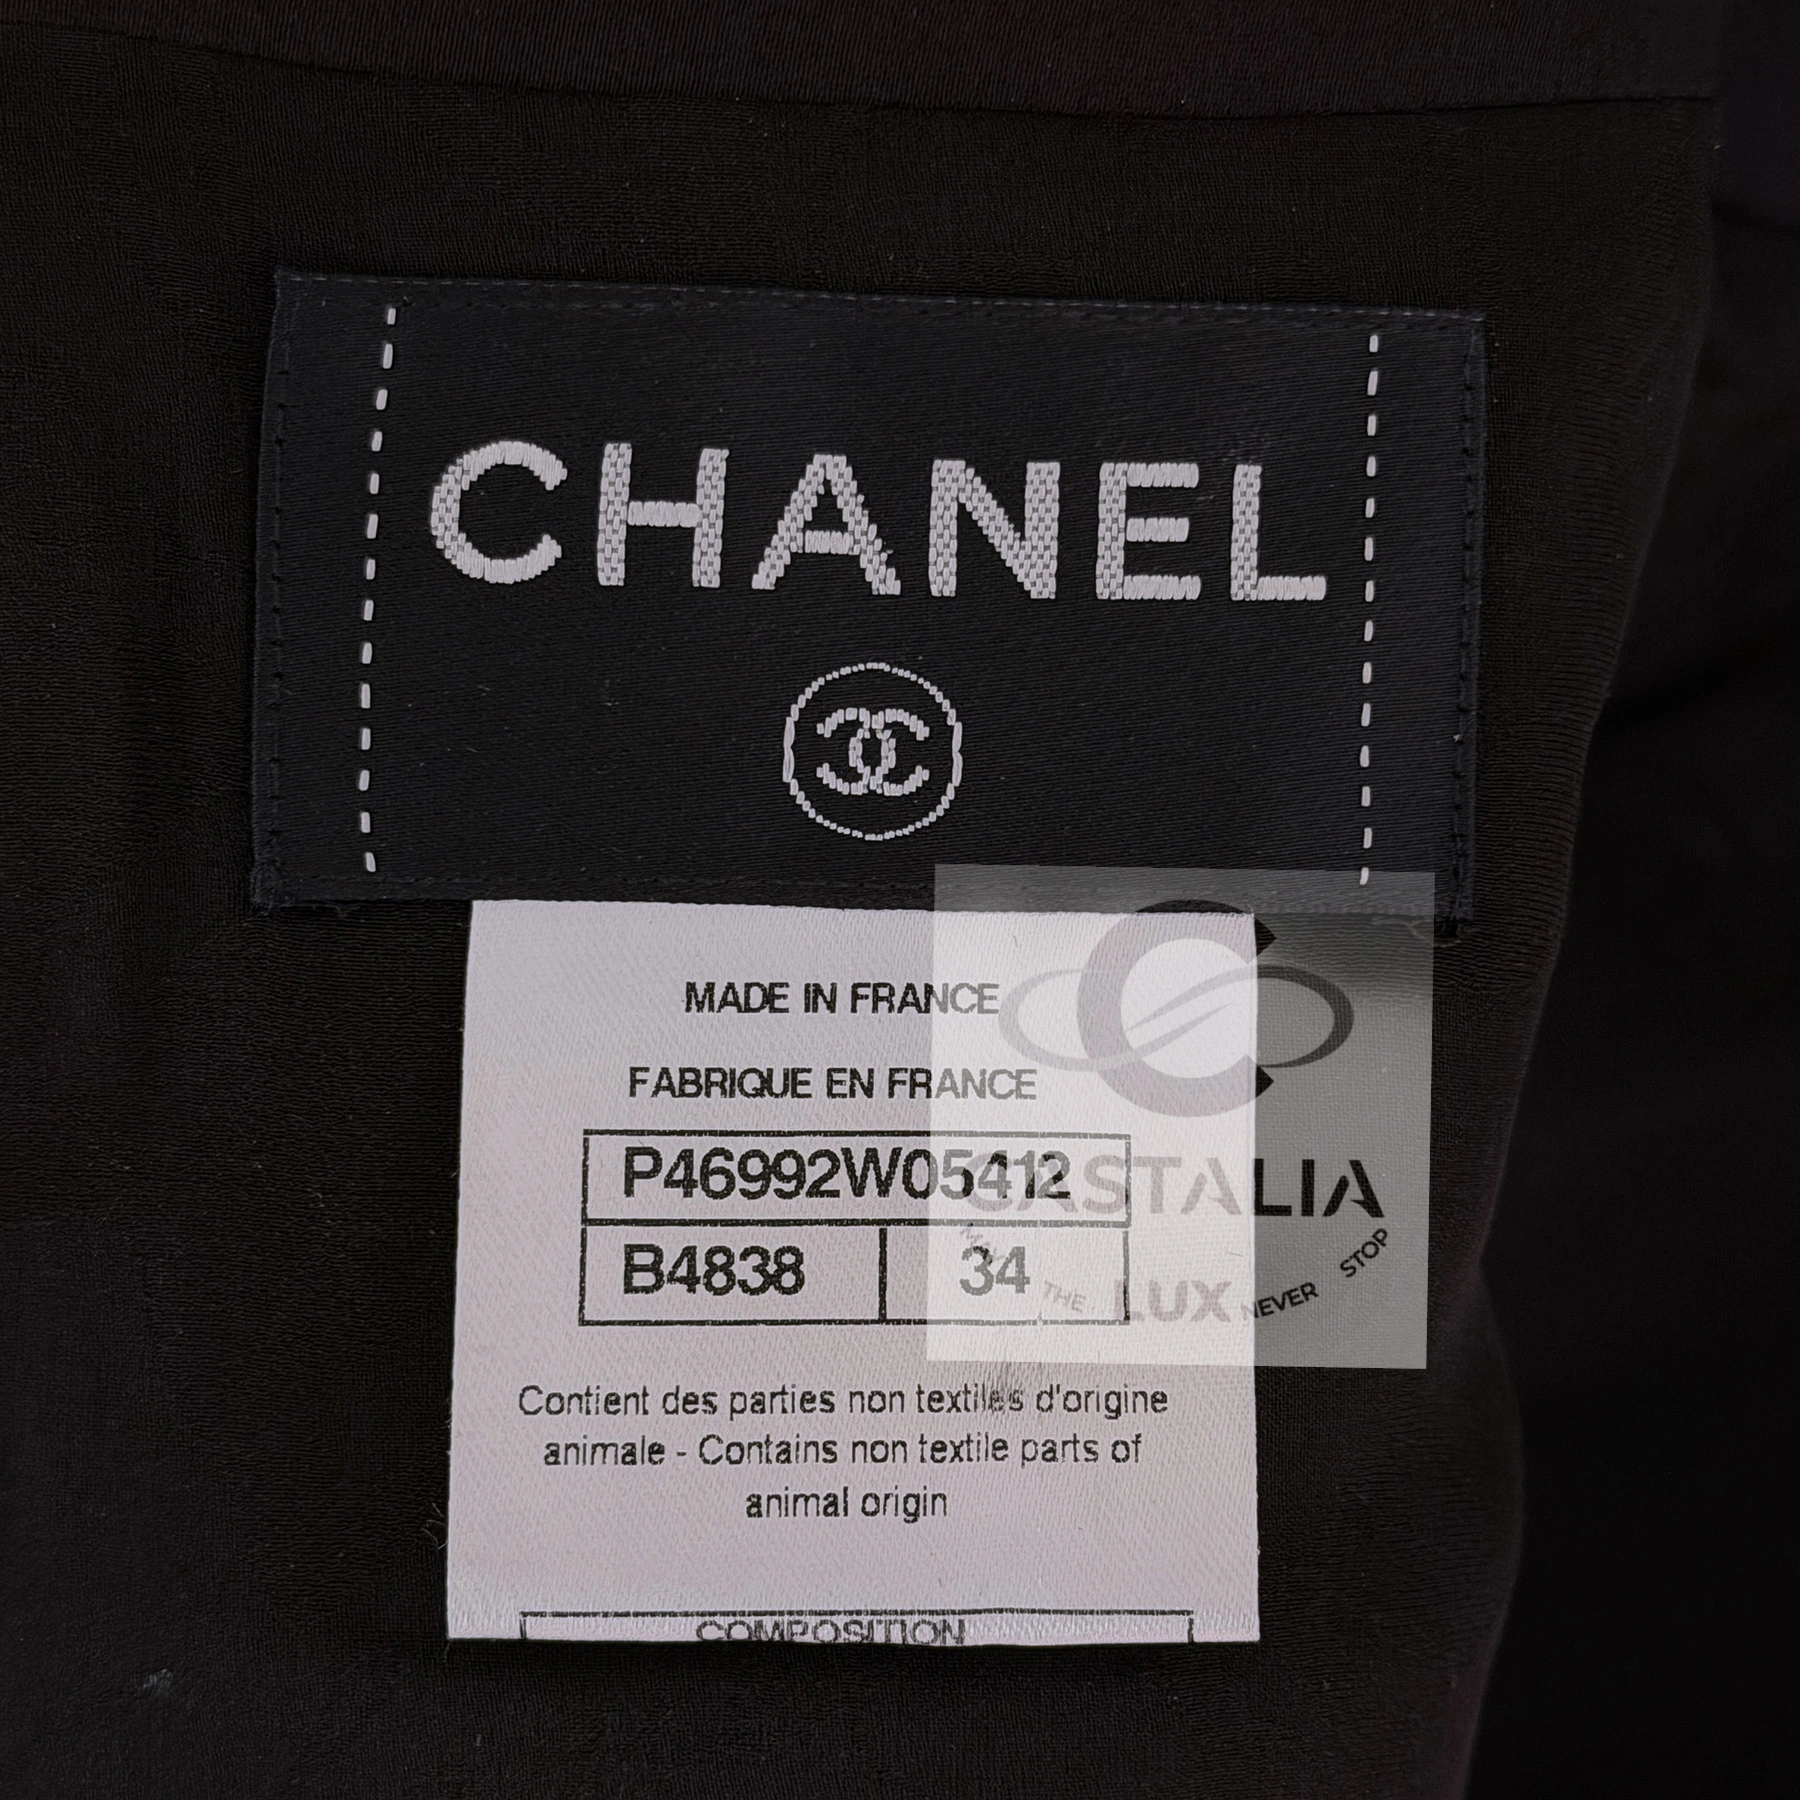 CHANEL
MADE IN FRANCE
FABRIQUE EN FRANCE
P46992W05412
B4838 34
Contient des parties non textiles d'origine
animale - Contains non textile parts of
animal origin
COMPOSITION
CASTALIA
MAKE THE LUX NEVER STOP